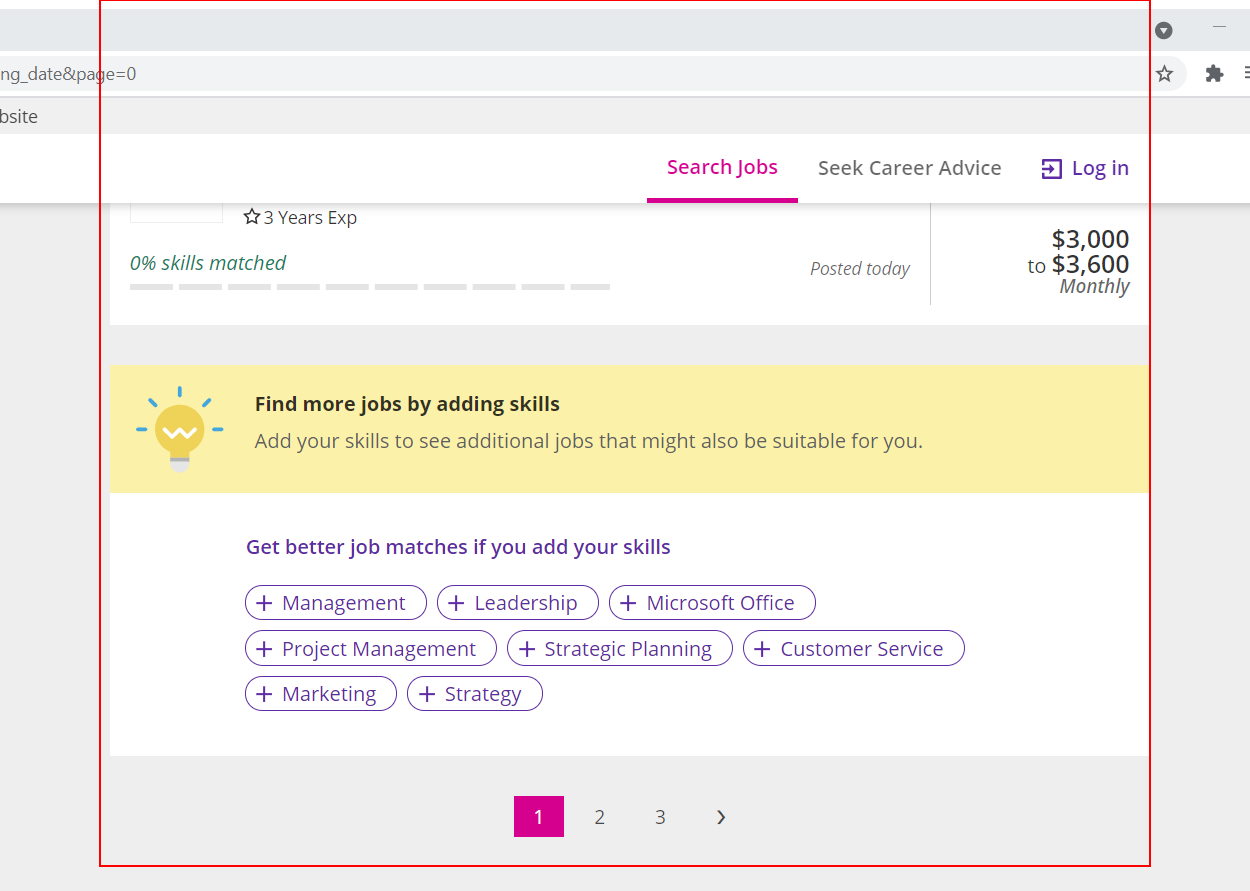 ng_date&page=0
bsite
Search Jobs Seek Career Advice Log in
3 Years Exp
0% skills matched
Posted today
$3,000
to $3,600
Monthly
Find more jobs by adding skills
Add your skills to see additional jobs that might also be suitable for you.
Get better job matches if you add your skills
+ Management + Leadership + Microsoft Office
+ Project Management + Strategic Planning + Customer Service
+ Marketing + Strategy
1 2 3 >